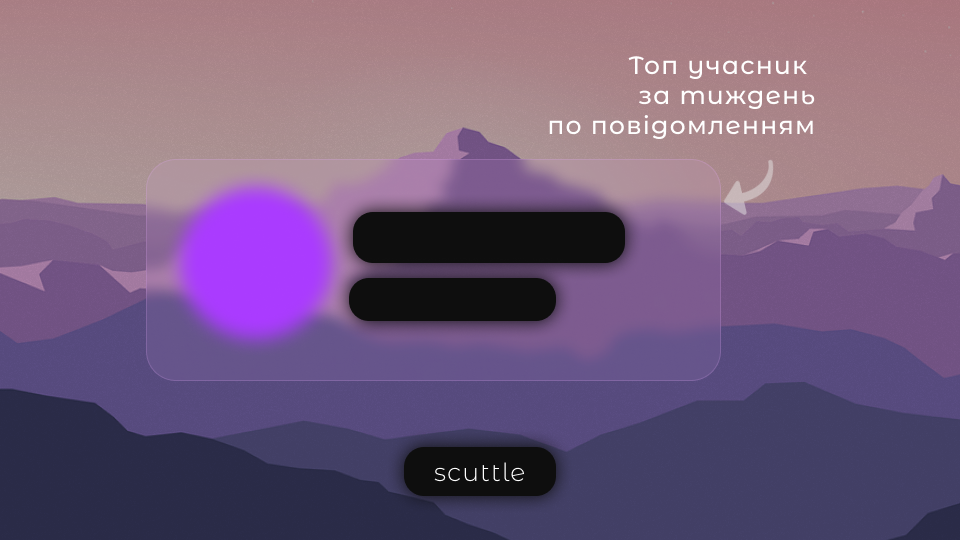 Топ учасник
за тиждень
по повідомленням
scuttle